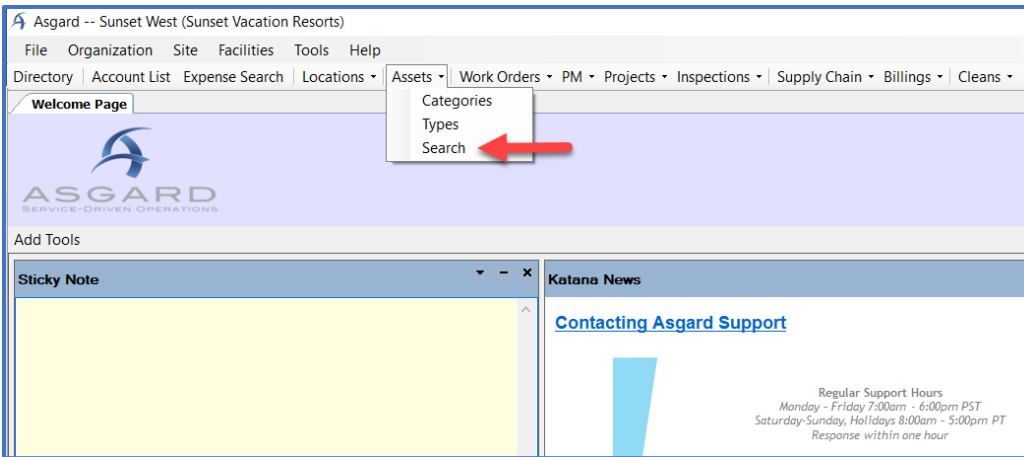 Asgard -- Sunset West (Sunset Vacation Resorts)
File Organization Site Facilities Tools Help
Directory Account List Expense Search Locations Assets Work Orders PM Projects Inspections Supply Chain Billings Cleans
Categories
Types
Search
Welcome Page
ASGARD
SERVICE-DRIVEN OPERATIONS
Add Tools
Sticky Note
Katana News
Contacting Asgard Support
Regular Support Hours
Monday - Friday 7:00am - 6:00pm PST
Saturday-Sunday, Holidays 8:00am - 5:00pm PT
Response within one hour